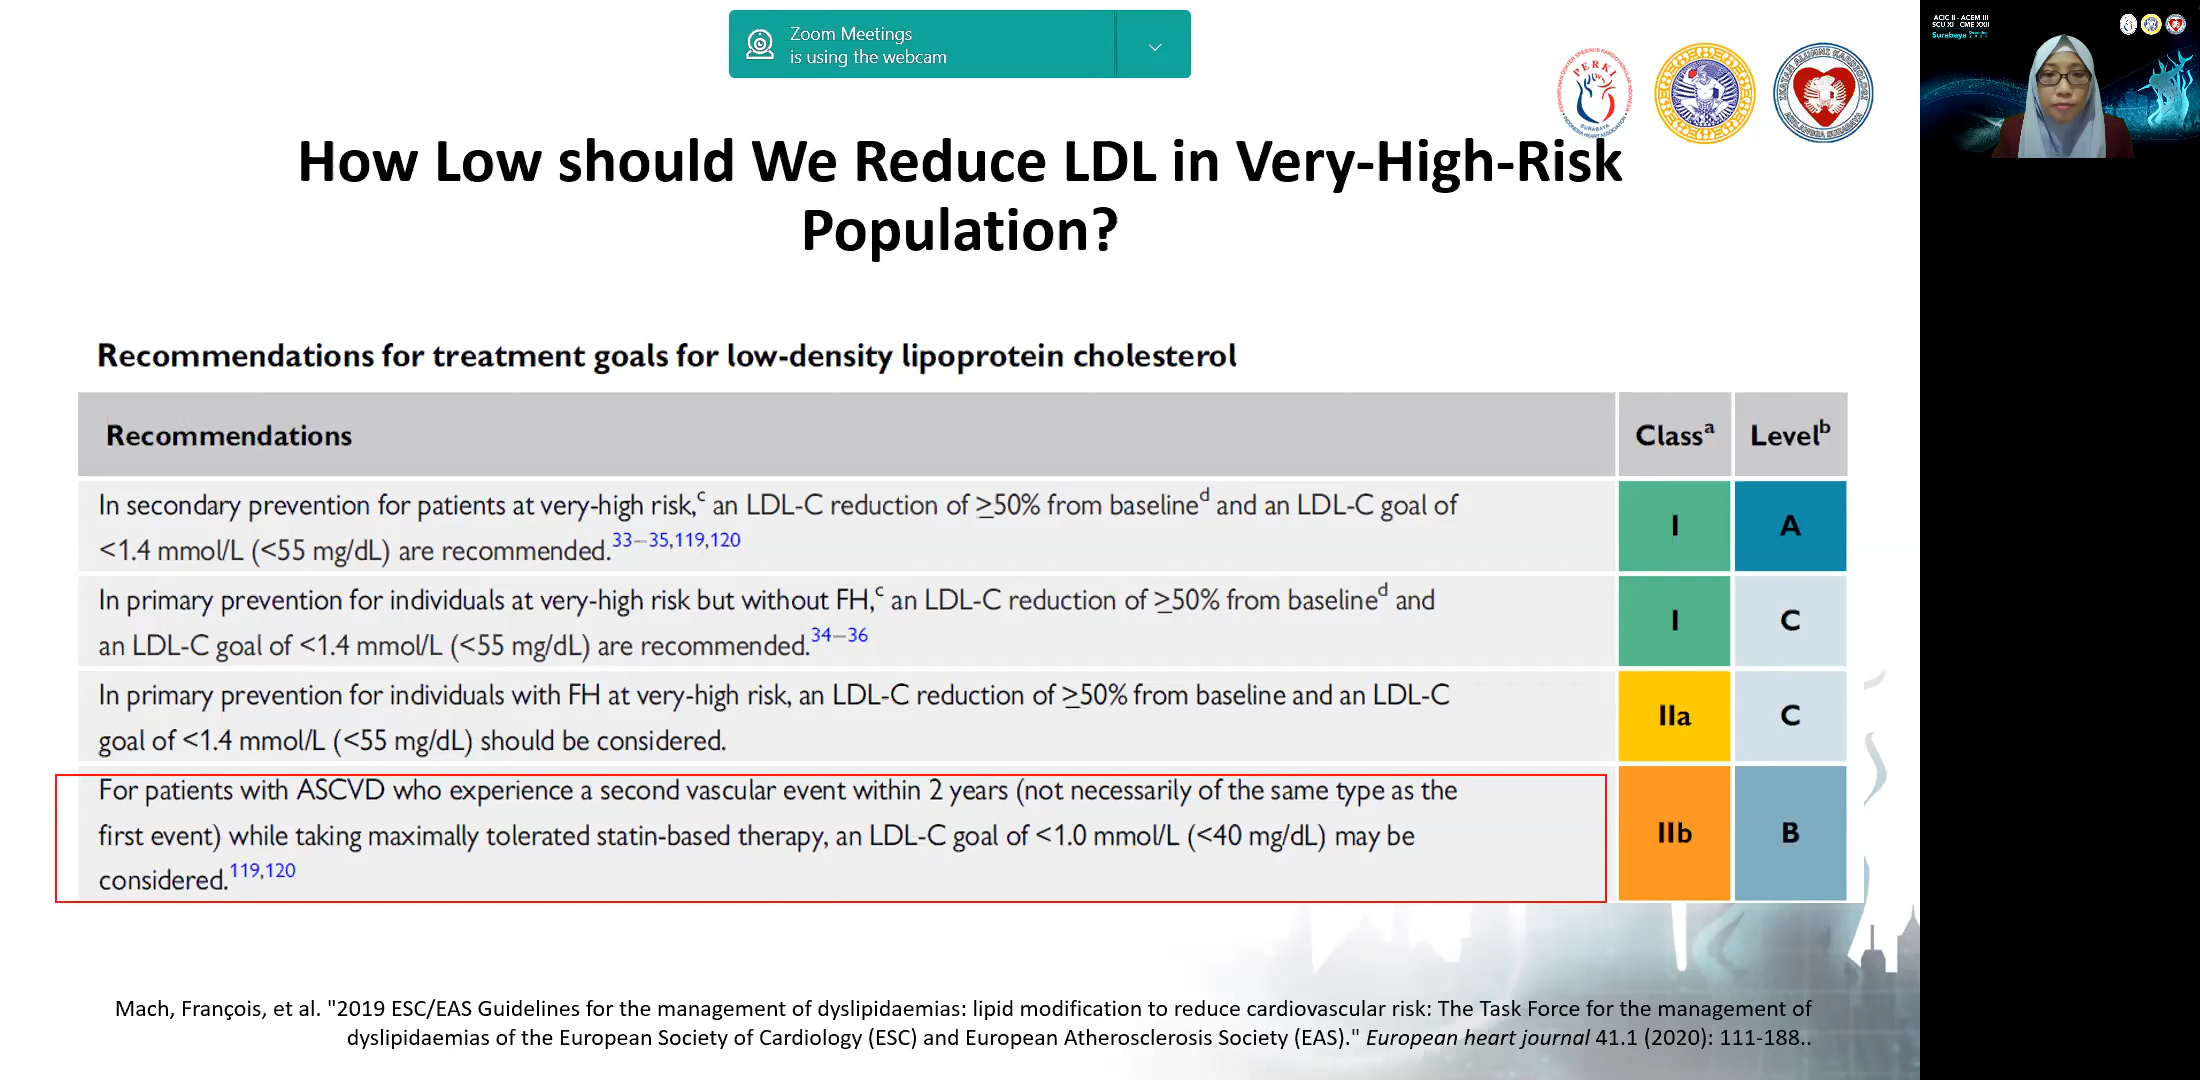 Zoom Meetings
is using the webcam
ACIC II - ACEM III
SCU XI - CME XXII
Surabaya
PERKI
SURABAYA
How Low should We Reduce LDL in Very-High-Risk
Population?
Recommendations for treatment goals for low-density lipoprotein cholesterol
Recommendations Classᵃ Levelᵇ
In secondary prevention for patients at very-high risk,ᶜ an LDL-C reduction of ≥50% from baselineᵈ and an LDL-C goal of
<1.4 mmol/L (<55 mg/dL) are recommended.33–35,119,120
I A
In primary prevention for individuals at very-high risk but without FH,ᶜ an LDL-C reduction of ≥50% from baselineᵈ and
an LDL-C goal of <1.4 mmol/L (<55 mg/dL) are recommended.34–36
I C
In primary prevention for individuals with FH at very-high risk, an LDL-C reduction of ≥50% from baseline and an LDL-C
goal of <1.4 mmol/L (<55 mg/dL) should be considered.
IIa C
For patients with ASCVD who experience a second vascular event within 2 years (not necessarily of the same type as the
first event) while taking maximally tolerated statin-based therapy, an LDL-C goal of <1.0 mmol/L (<40 mg/dL) may be
considered.119,120
IIb B
Mach, François, et al. "2019 ESC/EAS Guidelines for the management of dyslipidaemias: lipid modification to reduce cardiovascular risk: The Task Force for the management of
dyslipidaemias of the European Society of Cardiology (ESC) and European Atherosclerosis Society (EAS)." European heart journal 41.1 (2020): 111-188..